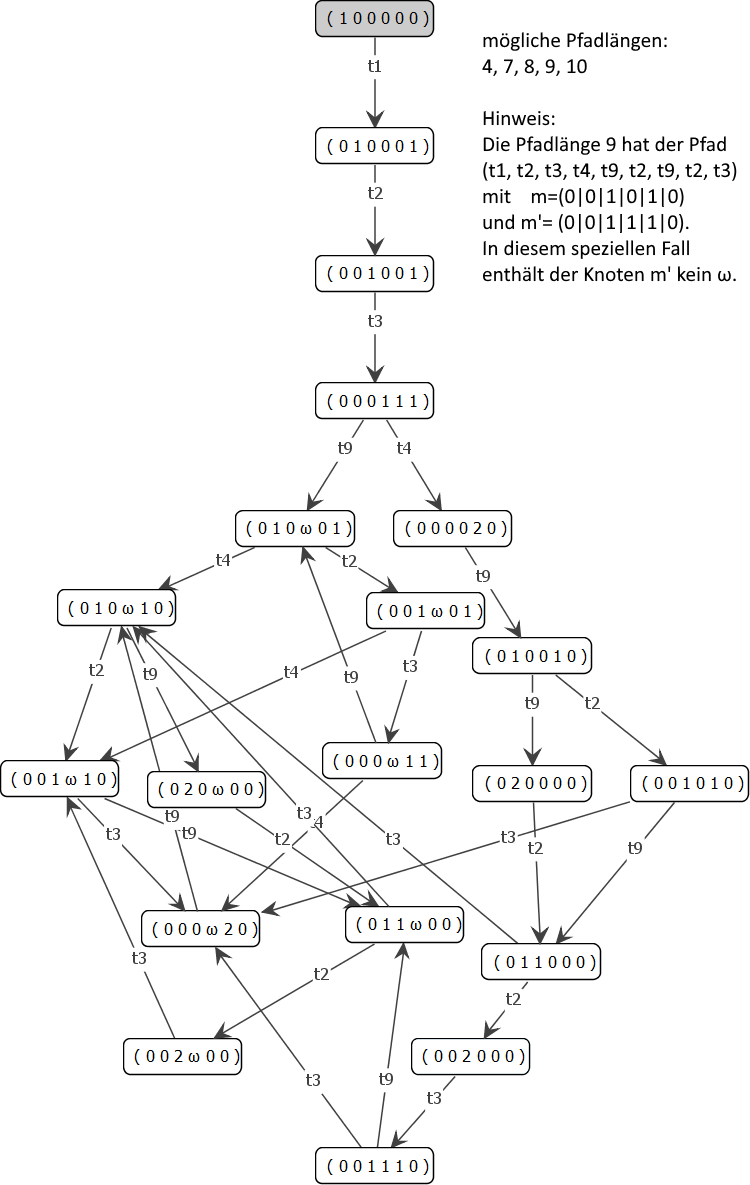 ( 1 0 0 0 0 0 )
mögliche Pfadlängen:
4, 7, 8, 9, 10
t1
Hinweis:
Die Pfadlänge 9 hat der Pfad
(t1, t2, t3, t4, t9, t2, t9, t2, t3)
mit m=(0|0|1|0|1|0)
und m'= (0|0|1|1|1|0).
In diesem speziellen Fall
enthält der Knoten m' kein ω.
( 0 1 0 0 0 1 )
t2
( 0 0 1 0 0 1 )
t3
( 0 0 0 1 1 1 )
t9 t4
( 0 1 0 ω 0 1 ) ( 0 0 0 0 2 0 )
t4 t2 t9
( 0 1 0 ω 1 0 ) ( 0 0 1 ω 0 1 )
( 0 1 0 0 1 0 )
t2 t9 t4 t9 t3 t9 t2
( 0 0 1 ω 1 0 ) ( 0 2 0 ω 0 0 ) ( 0 0 0 ω 1 1 ) ( 0 2 0 0 0 0 ) ( 0 0 1 0 1 0 )
t3 t9 t9 t2 t3 4 t3 t3 t2 t9
( 0 0 0 ω 2 0 ) ( 0 1 1 ω 0 0 ) ( 0 1 1 0 0 0 )
t3 t2 t2
( 0 0 2 ω 0 0 ) ( 0 0 2 0 0 0 )
t3 t9 t3
( 0 0 1 1 1 0 )